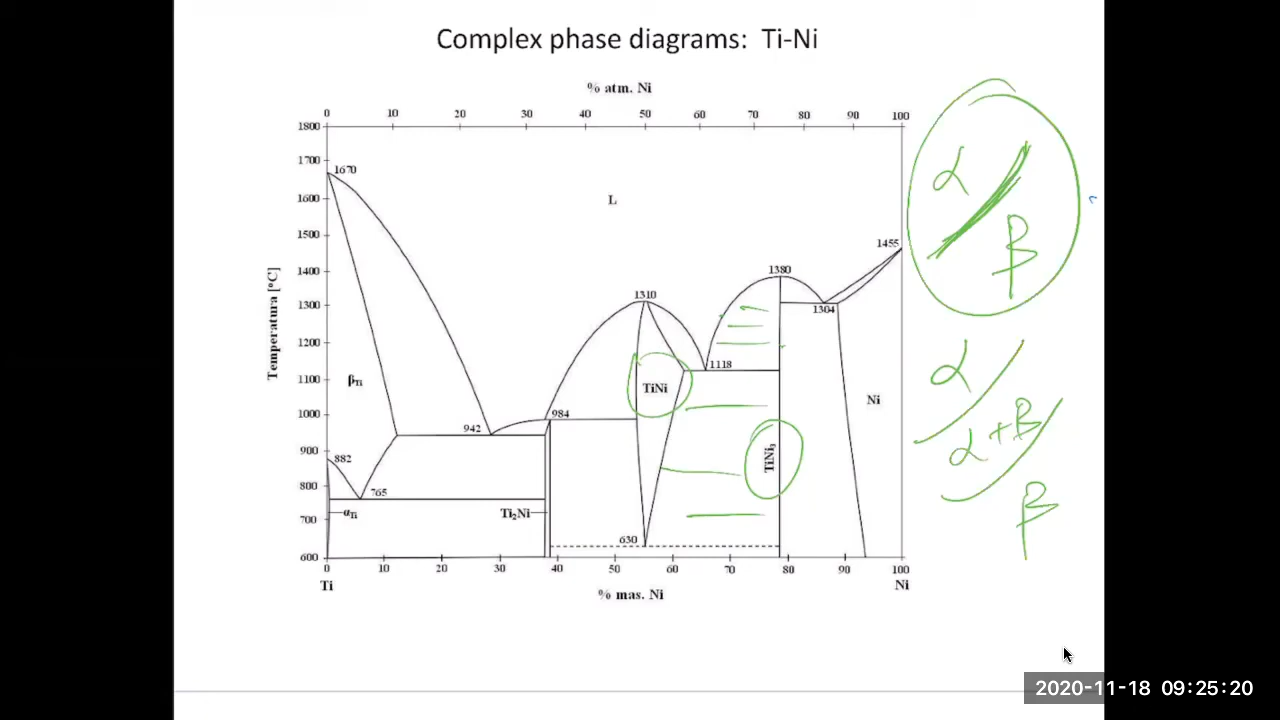 Complex phase diagrams: Ti-Ni
% atm. Ni
0 10 20 30 40 50 60 70 80 90 100
1800
1700
1670
1600
L
1500
1455
1400
1380
1310
1300
1304
1200
1118
1100
TiNi
βTi
Ni
1000
984
942
900
882
TiNi₃
800
765
700
αTi
Ti₂Ni
630
600
0 10 20 30 40 50 60 70 80 90 100
Ti
Ni
% mas. Ni
Temperatura [°C]
α
β
α
α+β
β
2020-11-18 09:25:20